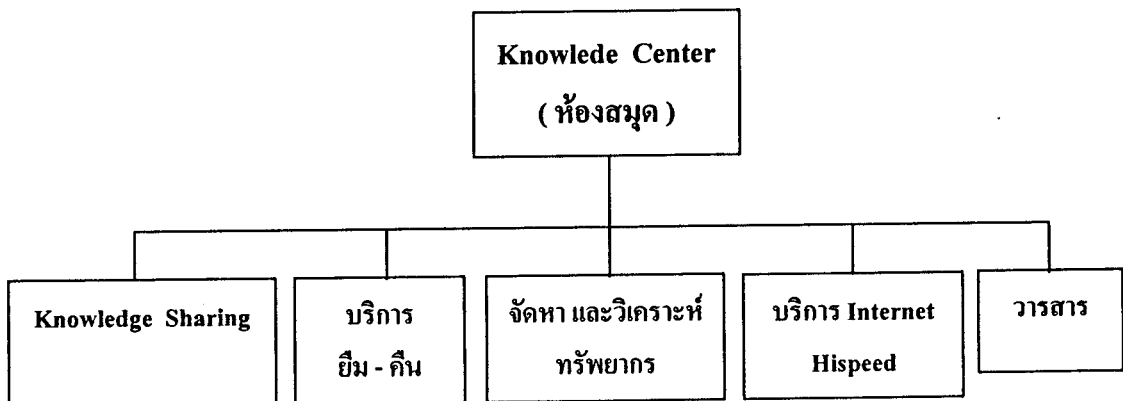 Knowlede Center
( ห้องสมุด )
Knowledge Sharing
บริการ
ยืม - คืน
จัดหา และวิเคราะห์
ทรัพยากร
บริการ Internet
Hispeed
วารสาร